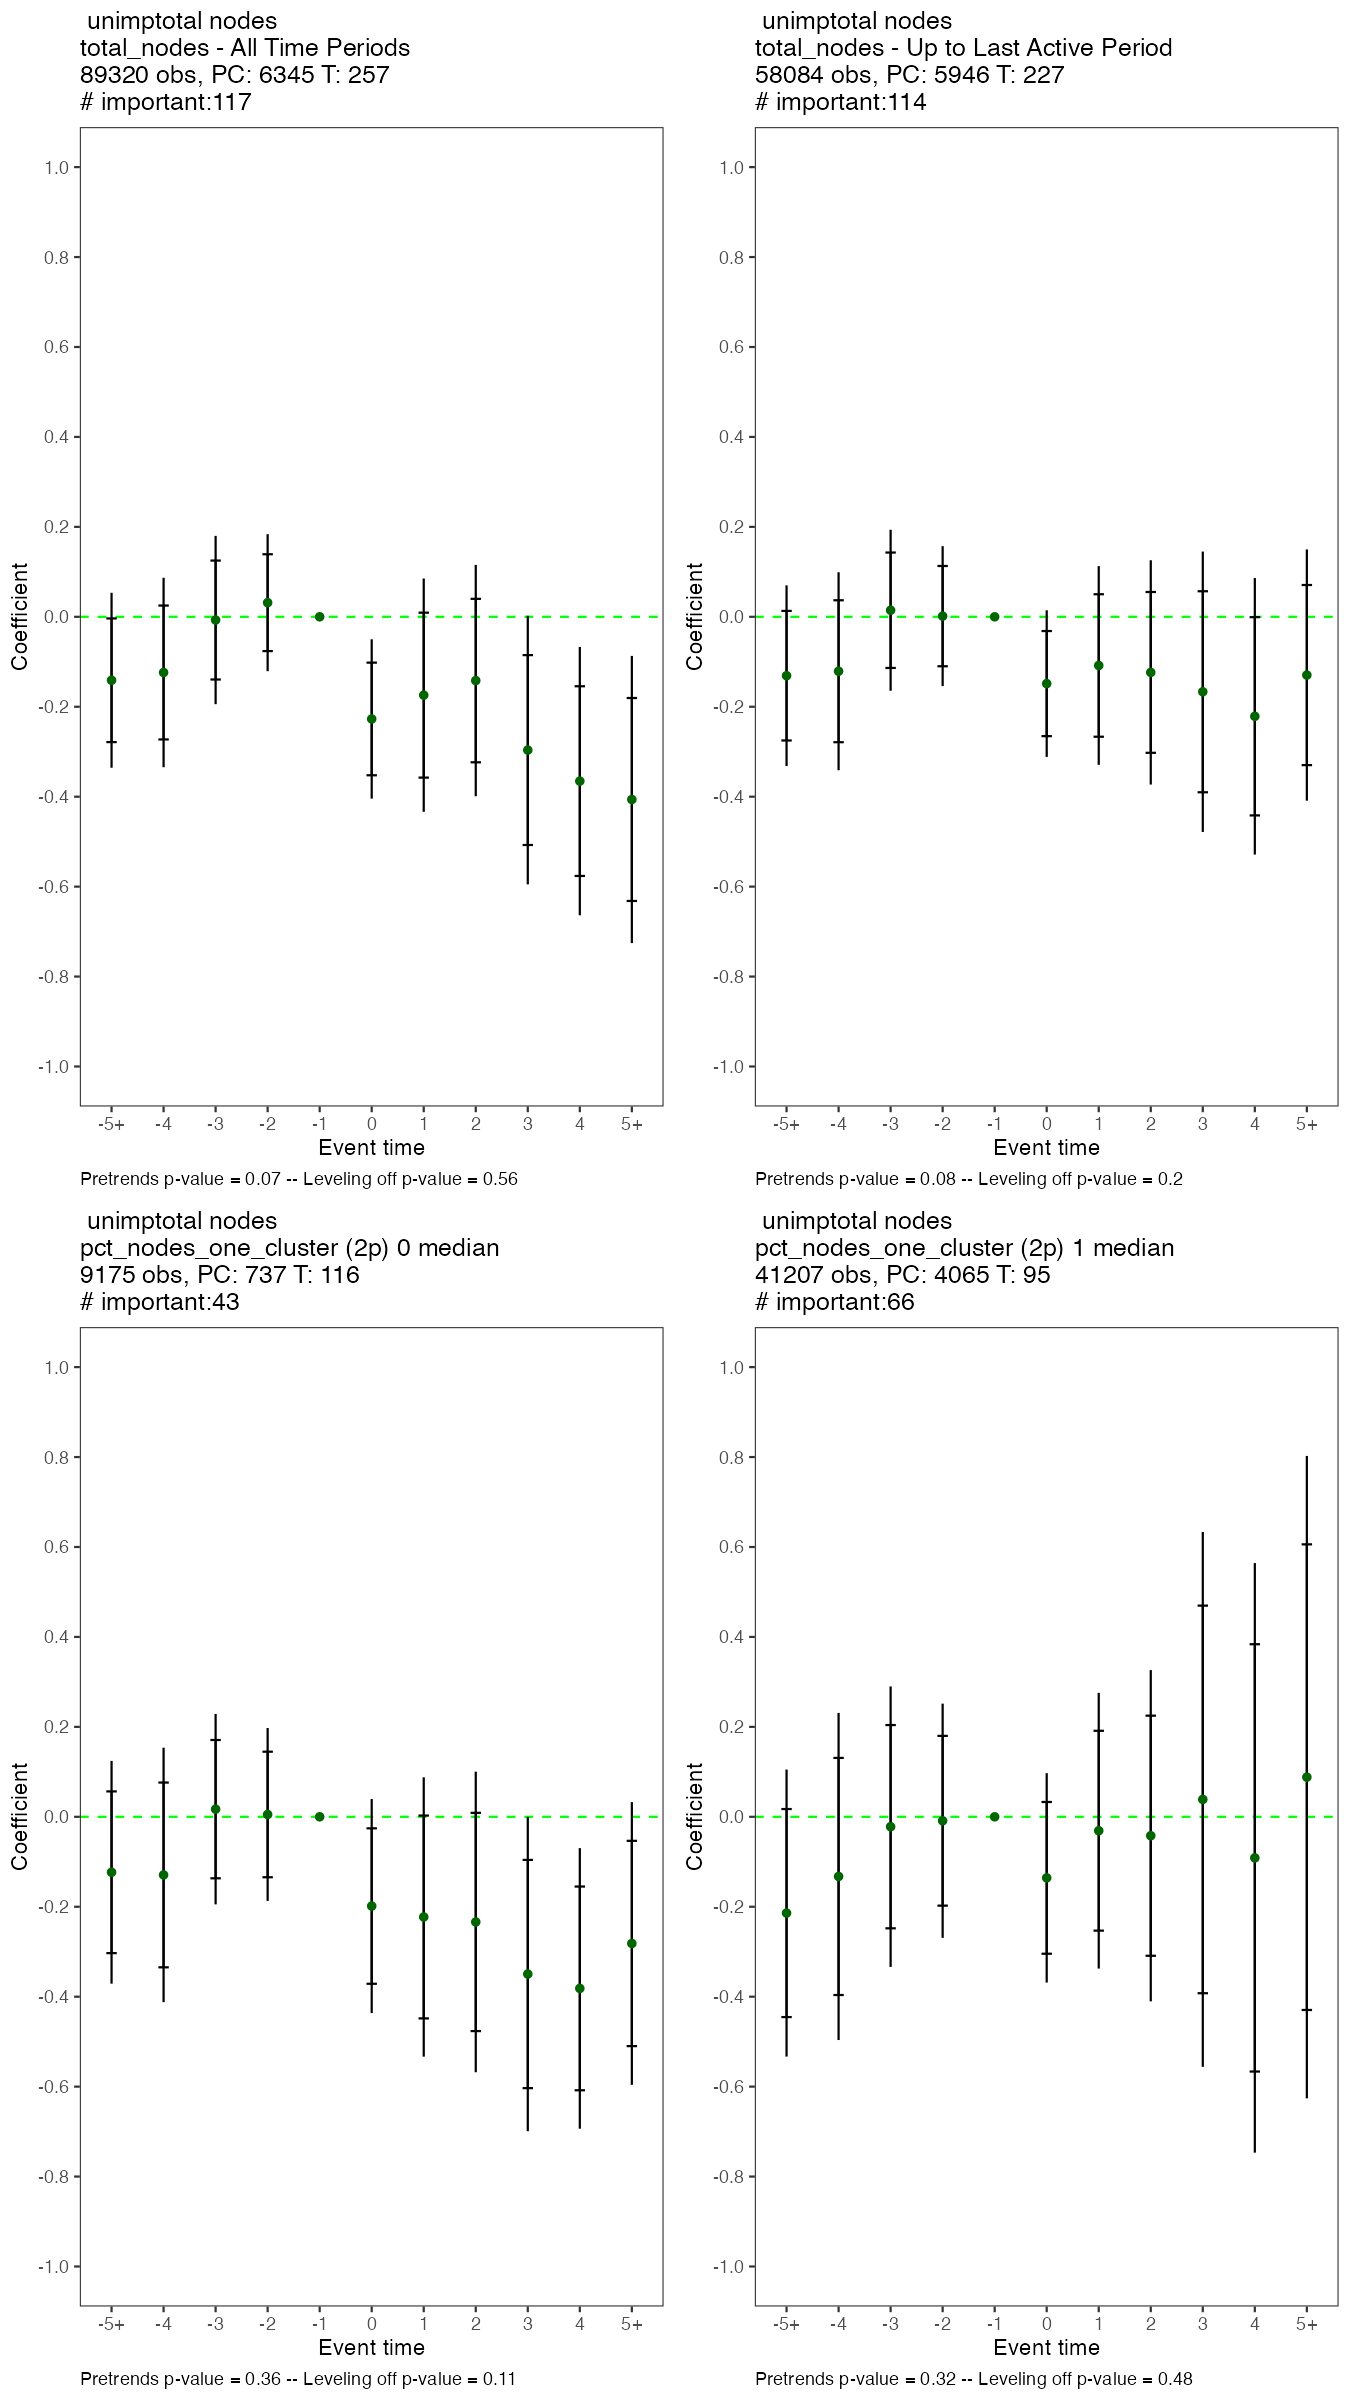 unimptotal nodes
total_nodes - All Time Periods
89320 obs, PC: 6345 T: 257
# important:117
1.0
0.8
0.6
0.4
0.2
0.0
-0.2
-0.4
-0.6
-0.8
-1.0
Coefficient
-5+ -4 -3 -2 -1 0 1 2 3 4 5+
Event time
Pretrends p-value = 0.07 -- Leveling off p-value = 0.56
unimptotal nodes
total_nodes - Up to Last Active Period
58084 obs, PC: 5946 T: 227
# important:114
1.0
0.8
0.6
0.4
0.2
0.0
-0.2
-0.4
-0.6
-0.8
-1.0
Coefficient
-5+ -4 -3 -2 -1 0 1 2 3 4 5+
Event time
Pretrends p-value = 0.08 -- Leveling off p-value = 0.2
unimptotal nodes
pct_nodes_one_cluster (2p) 0 median
9175 obs, PC: 737 T: 116
# important:43
1.0
0.8
0.6
0.4
0.2
0.0
-0.2
-0.4
-0.6
-0.8
-1.0
Coefficient
-5+ -4 -3 -2 -1 0 1 2 3 4 5+
Event time
Pretrends p-value = 0.36 -- Leveling off p-value = 0.11
unimptotal nodes
pct_nodes_one_cluster (2p) 1 median
41207 obs, PC: 4065 T: 95
# important:66
1.0
0.8
0.6
0.4
0.2
0.0
-0.2
-0.4
-0.6
-0.8
-1.0
Coefficient
-5+ -4 -3 -2 -1 0 1 2 3 4 5+
Event time
Pretrends p-value = 0.32 -- Leveling off p-value = 0.48